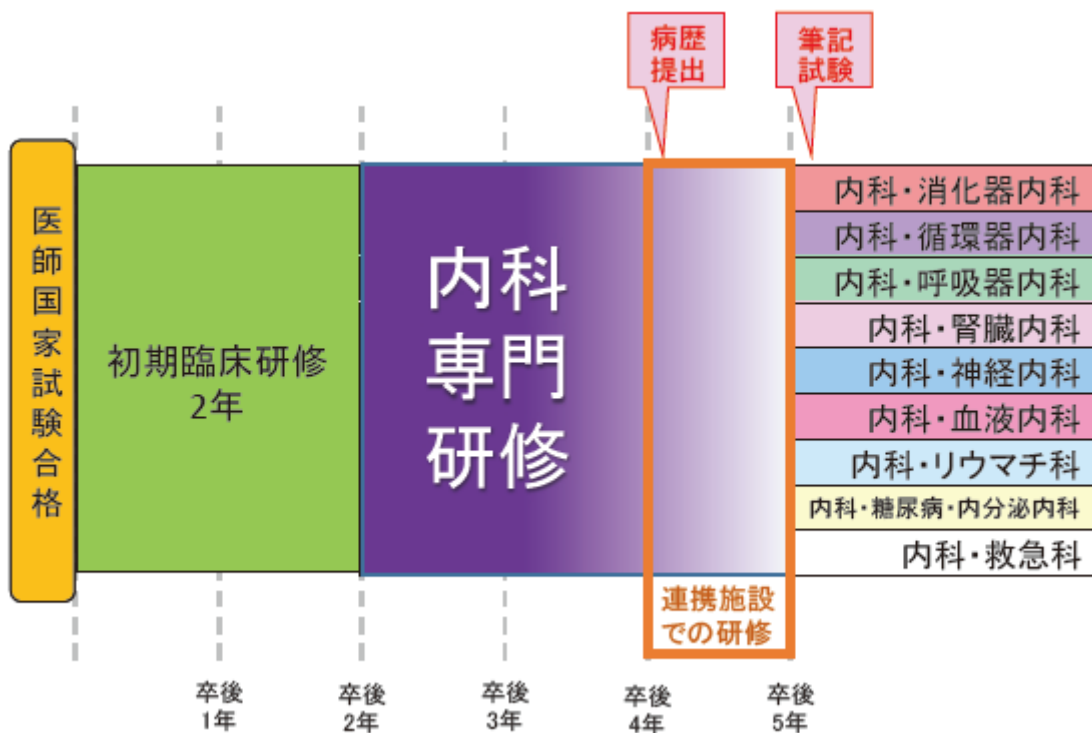 病歴
提出
筆記
試験
医師国家試験合格
初期臨床研修
2年
内科
専門
研修
連携施設
での研修
内科・消化器内科
内科・循環器内科
内科・呼吸器内科
内科・腎臓内科
内科・神経内科
内科・血液内科
内科・リウマチ科
内科・糖尿病・内分泌内科
内科・救急科
卒後
1年
卒後
2年
卒後
3年
卒後
4年
卒後
5年